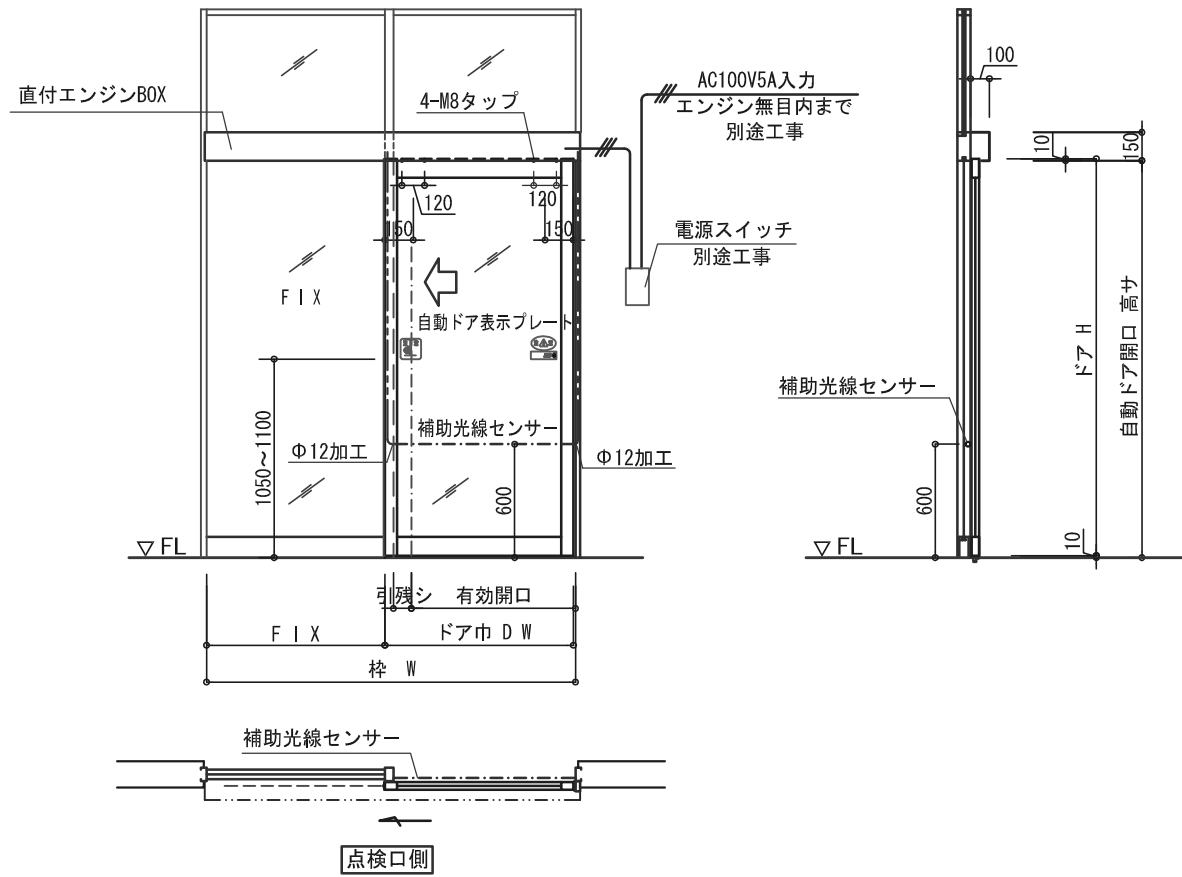 直付エンジンBOX
4-M8タップ
AC100V5A入力
エンジン無目内まで
別途工事
100
10
150
120
120
150
150
電源スイッチ
別途工事
FIX
自動ドア表示プレート
ドア H
自動ドア開口 高サ
補助光線センサー
1050～1100
Φ12加工
補助光線センサー
Φ12加工
600
600
10
▽FL
▽FL
引残シ 有効開口
FIX
ドア巾 DW
枠 W
補助光線センサー
点検口側